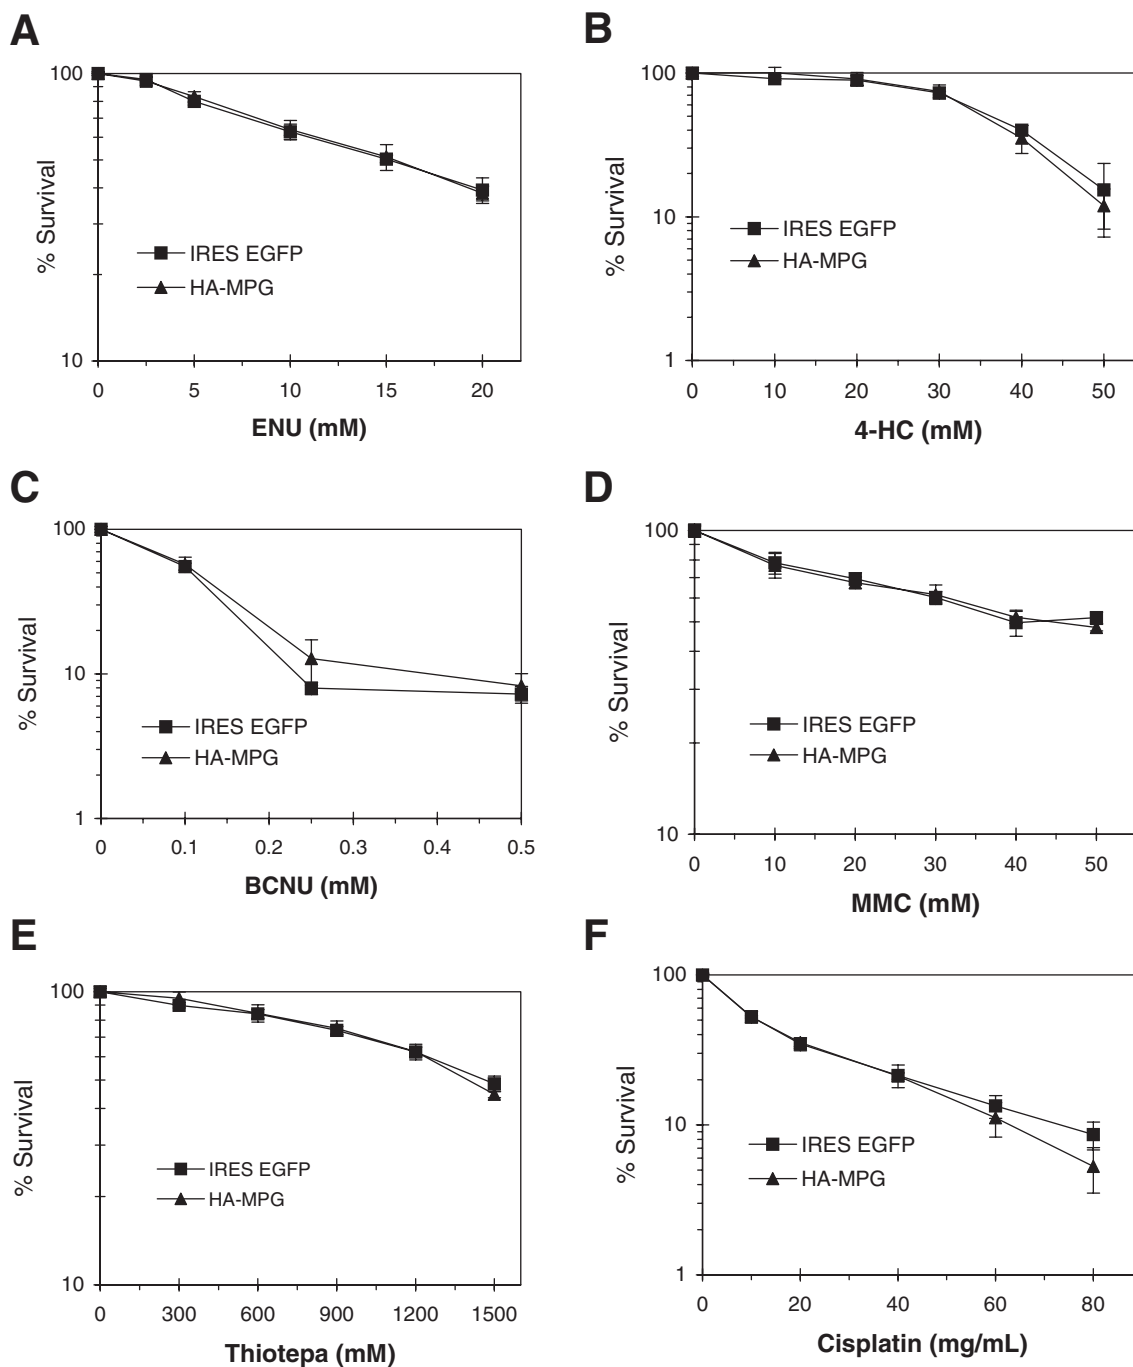 A
100
10
% Survival
IRES EGFP
HA-MPG
0 5 10 15 20
ENU (mM)
B
100
10
1
% Survival
IRES EGFP
HA-MPG
0 10 20 30 40 50
4-HC (mM)
C
100
10
1
% Survival
IRES EGFP
HA-MPG
0 0.1 0.2 0.3 0.4 0.5
BCNU (mM)
D
100
10
% Survival
IRES EGFP
HA-MPG
0 10 20 30 40 50
MMC (mM)
E
100
10
% Survival
IRES EGFP
HA-MPG
0 300 600 900 1200 1500
Thiotepa (mM)
F
100
10
1
% Survival
IRES EGFP
HA-MPG
0 20 40 60 80
Cisplatin (mg/mL)